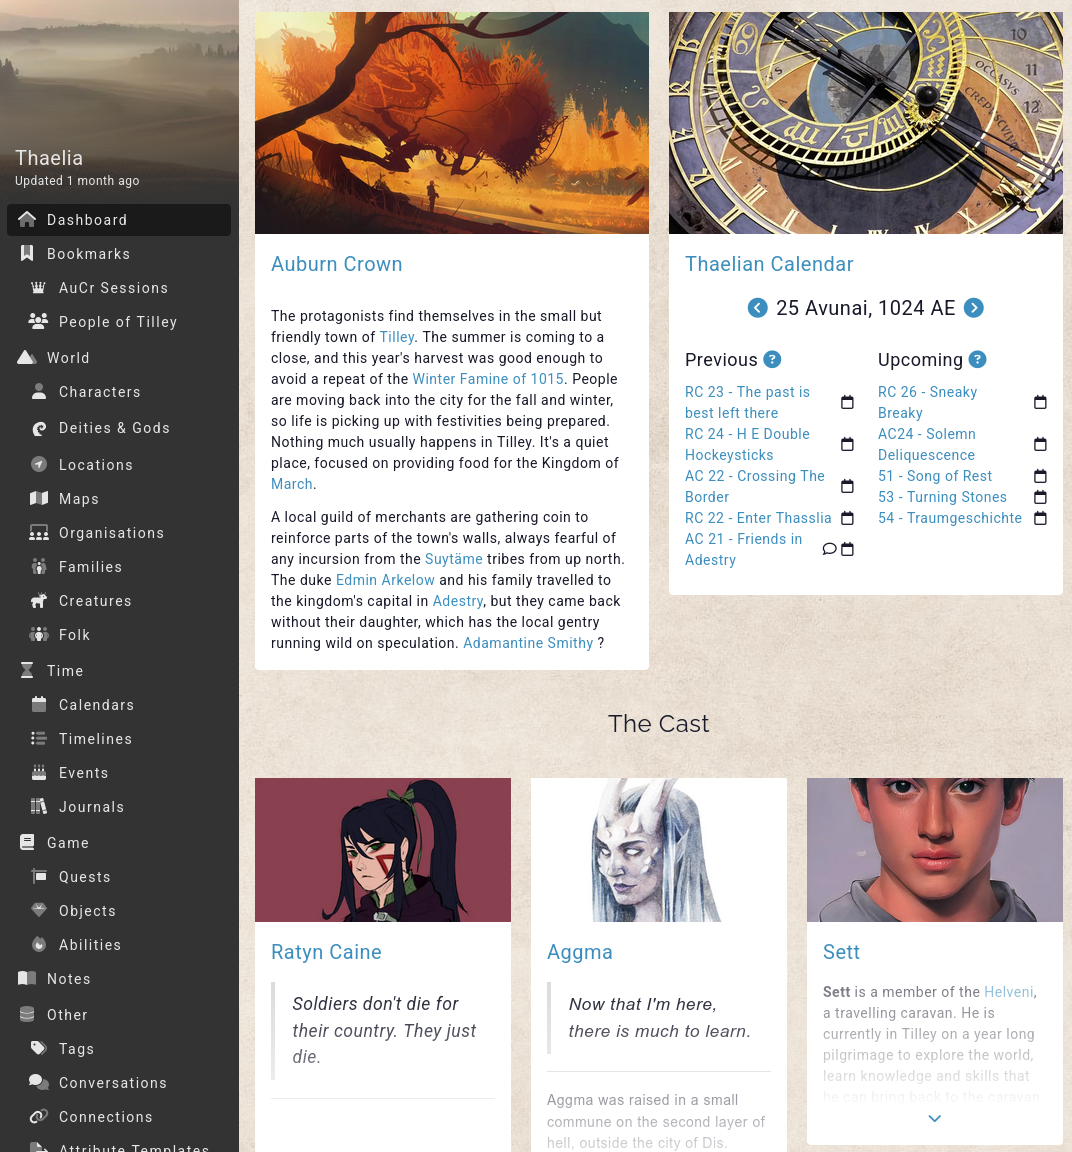 Thaelia
Updated 1 month ago
Dashboard
Bookmarks
AuCr Sessions
People of Tilley
World
Characters
Deities & Gods
Locations
Maps
Organisations
Families
Creatures
Folk
Time
Calendars
Timelines
Events
Journals
Game
Quests
Objects
Abilities
Notes
Other
Tags
Conversations
Connections
Attribute Templates
Auburn Crown
The protagonists find themselves in the small but
friendly town of Tilley. The summer is coming to a
close, and this year's harvest was good enough to
avoid a repeat of the Winter Famine of 1015. People
are moving back into the city for the fall and winter,
so life is picking up with festivities being prepared.
Nothing much usually happens in Tilley. It's a quiet
place, focused on providing food for the Kingdom of
March.
A local guild of merchants are gathering coin to
reinforce parts of the town's walls, always fearful of
any incursion from the Suytäme tribes from up north.
The duke Edmin Arkelow and his family travelled to
the kingdom's capital in Adestry, but they came back
without their daughter, which has the local gentry
running wild on speculation. Adamantine Smithy ?
10
11
12
OCCASVS
CREPVSCVLVM
Thaelian Calendar
25 Avunai, 1024 AE
Previous
RC 23 - The past is
best left there
RC 24 - H E Double
Hockeysticks
AC 22 - Crossing The
Border
RC 22 - Enter Thasslia
AC 21 - Friends in
Adestry
Upcoming
RC 26 - Sneaky
Breaky
AC24 - Solemn
Deliquescence
51 - Song of Rest
53 - Turning Stones
54 - Traumgeschichte
The Cast
Ratyn Caine
Soldiers don't die for
their country. They just
die.
Aggma
Now that I'm here,
there is much to learn.
Aggma was raised in a small
commune on the second layer of
hell, outside the city of Dis.
Sett
Sett is a member of the Helveni,
a travelling caravan. He is
currently in Tilley on a year long
pilgrimage to explore the world,
learn knowledge and skills that
he can bring back to the caravan